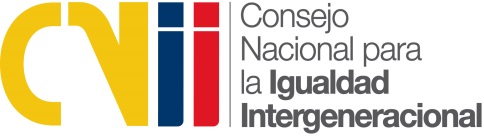 CNii
Consejo
Nacional para
la Igualdad
Intergeneracional